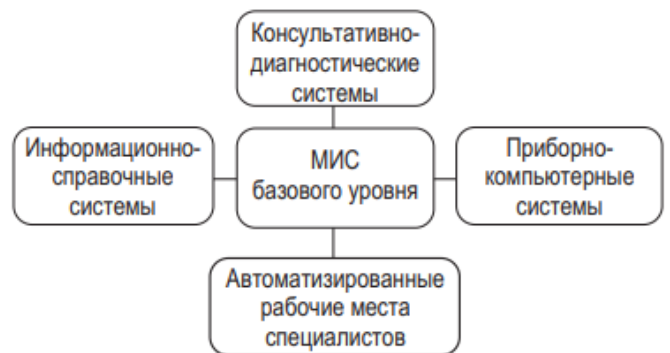 Консультативно-
диагностические
системы
Информационно-
справочные
системы
МИС
базового уровня
Приборно-
компьютерные
системы
Автоматизированные
рабочие места
специалистов